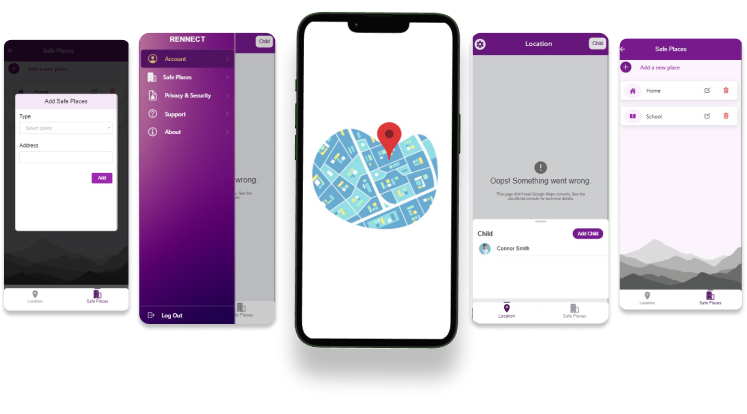 Safe Places
Add a new place
Home
Add Safe Places
Type
Select option
Address
Add
Location
Safe Places
RENNECT
Child
Account
Safe Places
Privacy & Security
Support
About
wrong.
Log Out
Location
Child
Oops! Something went wrong.
This page didn't load Google Maps correctly. See the
JavaScript console for technical details.
Child
Add Child
Connor Smith
Location
Safe Places
Safe Places
Add a new place
Home
School
Location
Safe Places